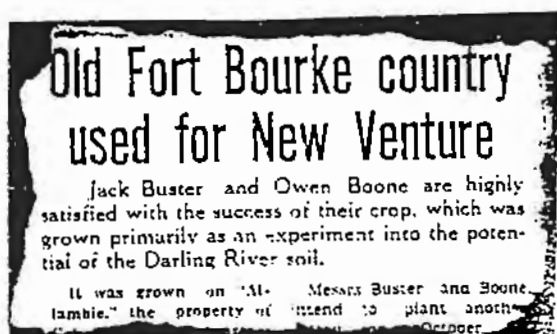 Old Fort Bourke country
used for New Venture
Jack Buster and Owen Boone are highly
satisfied with the success of their crop, which was
grown primarily as an experiment into the poten-
tial of the Darling River soil.
It was grown on "Al-
lambie," the property of
Messrs Buster and Boone
intend to plant anoth-